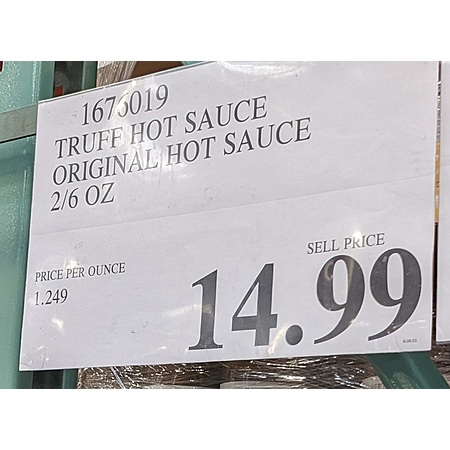 1676019
TRUFF HOT SAUCE
ORIGINAL HOT SAUCE
2/6 OZ
SELL PRICE
PRICE PER OUNCE
1.249
14.99